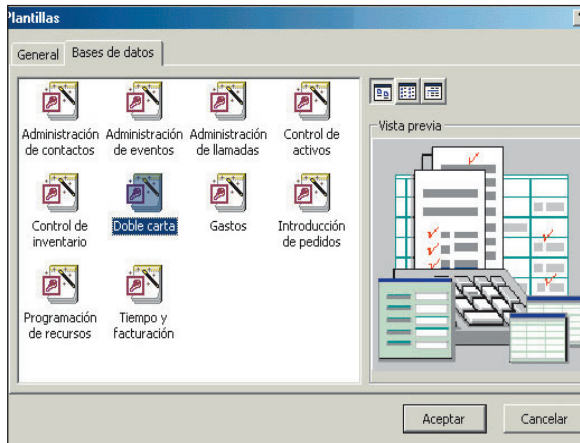 Plantillas
General
Bases de datos
Administración
de contactos
Administración
de eventos
Administración
de llamadas
Control de
activos
Vista previa
Control de
inventario
Doble carta
Gastos
Introducción
de pedidos
Programación
de recursos
Tiempo y
facturación
Aceptar
Cancelar